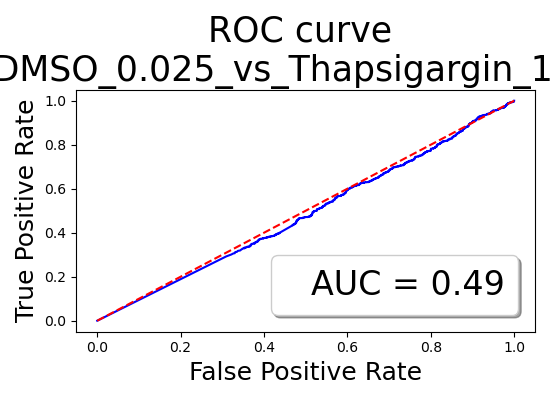 ROC curve
DMSO_0.025_vs_Thapsigargin_1
True Positive Rate
1.0
0.8
0.6
0.4
0.2
0.0
AUC = 0.49
0.0 0.2 0.4 0.6 0.8 1.0
False Positive Rate